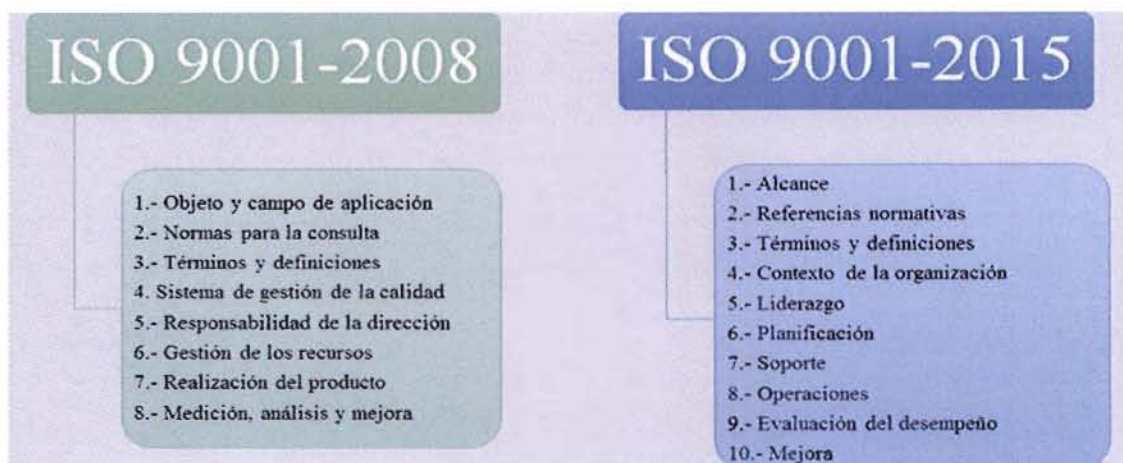 ISO 9001-2008
1.- Objeto y campo de aplicación
2.- Normas para la consulta
3.- Términos y definiciones
4. Sistema de gestión de la calidad
5.- Responsabilidad de la dirección
6.- Gestión de los recursos
7.- Realización del producto
8.- Medición, análisis y mejora
ISO 9001-2015
1.- Alcance
2.- Referencias normativas
3.- Términos y definiciones
4.- Contexto de la organización
5.- Liderazgo
6.- Planificación
7.- Soporte
8.- Operaciones
9.- Evaluación del desempeño
10.- Mejora